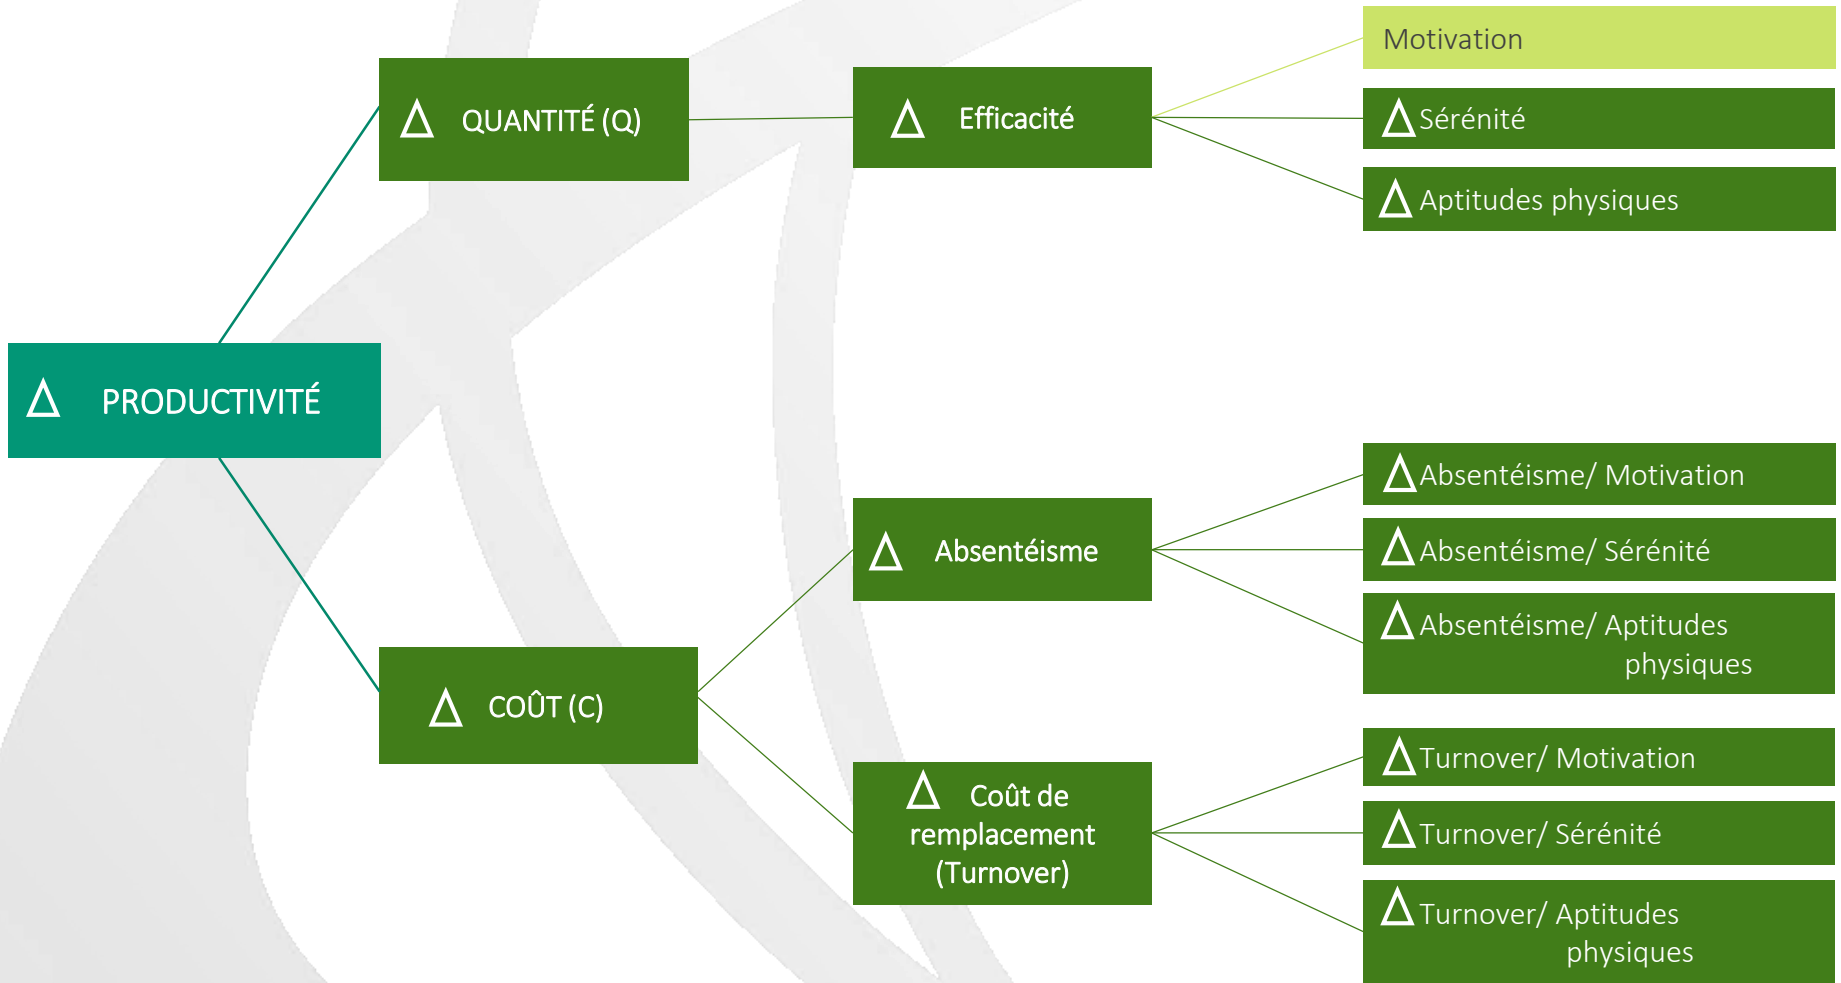 Δ PRODUCTIVITÉ
Δ QUANTITÉ (Q)
Δ Efficacité
Motivation
Δ Sérénité
Δ Aptitudes physiques
Δ COÛT (C)
Δ Absentéisme
Δ Absentéisme/ Motivation
Δ Absentéisme/ Sérénité
Δ Absentéisme/ Aptitudes
physiques
Δ Coût de
remplacement
(Turnover)
Δ Turnover/ Motivation
Δ Turnover/ Sérénité
Δ Turnover/ Aptitudes
physiques